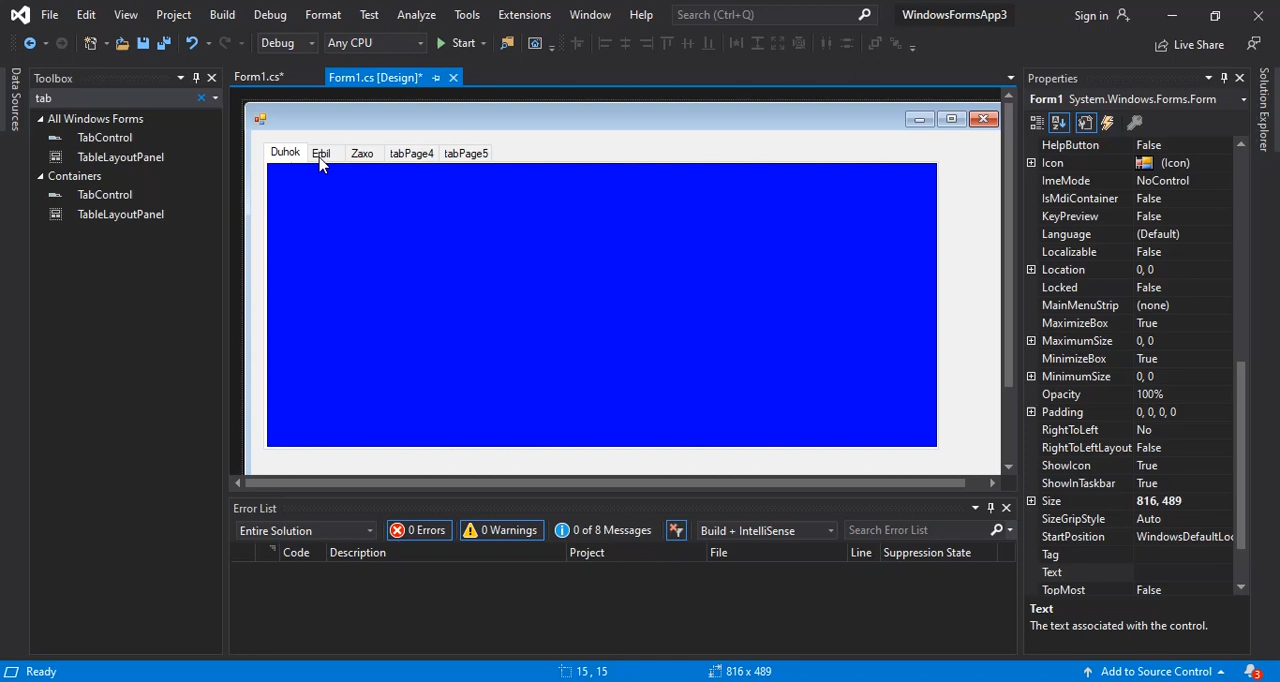 File Edit View Project Build Debug Format Test Analyze Tools Extensions Window Help Search (Ctrl+Q) WindowsFormsApp3 Sign in
Debug Any CPU Start Live Share
Data Sources
Toolbox
tab
All Windows Forms
TabControl
TableLayoutPanel
Containers
TabControl
TableLayoutPanel
Form1.cs* Form1.cs [Design]*
Duhok Erbil Zaxo tabPage4 tabPage5
Error List
Entire Solution 0 Errors 0 Warnings 0 of 8 Messages Build + IntelliSense Search Error List
Code Description Project File Line Suppression State
Properties
Form1 System.Windows.Forms.Form
HelpButton False
Icon (Icon)
ImeMode NoControl
IsMdiContainer False
KeyPreview False
Language (Default)
Localizable False
Location 0, 0
Locked False
MainMenuStrip (none)
MaximizeBox True
MaximumSize 0, 0
MinimizeBox True
MinimumSize 0, 0
Opacity 100%
Padding 0, 0, 0, 0
RightToLeft No
RightToLeftLayout False
ShowIcon True
ShowInTaskbar True
Size 816, 489
SizeGripStyle Auto
StartPosition WindowsDefaultLoc
Tag
Text
TopMost False
Text
The text associated with the control.
Solution Explorer
Ready 15 , 15 816 x 489 Add to Source Control 3